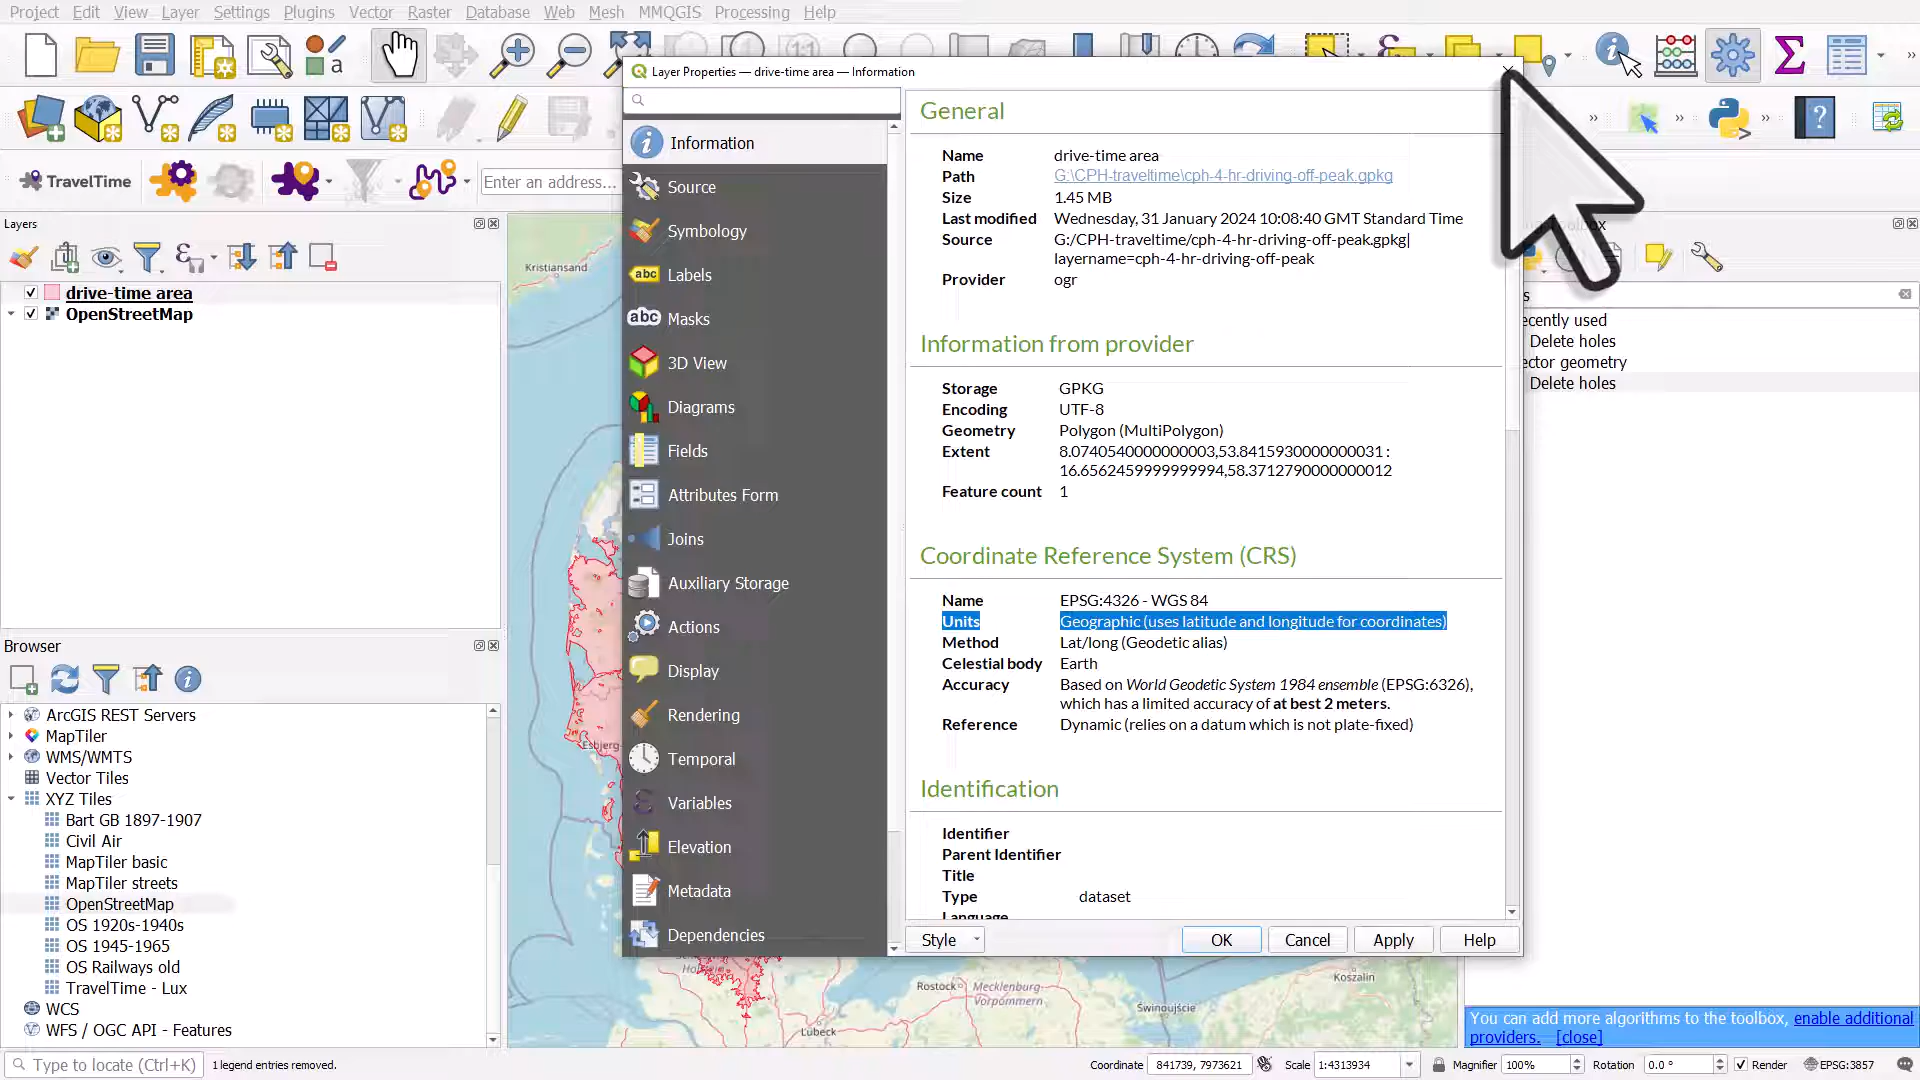 Project Edit View Layer Settings Plugins Vector Raster Database Web Mesh MMQGIS Processing Help
Layer Properties — drive-time area — Information
TravelTime
Enter an address...
Layers
drive-time area
OpenStreetMap
Browser
ArcGIS REST Servers
MapTiler
WMS/WMTS
Vector Tiles
XYZ Tiles
Bart GB 1897-1907
Civil Air
MapTiler basic
MapTiler streets
OpenStreetMap
OS 1920s-1940s
OS 1945-1965
OS Railways old
TravelTime - Lux
WCS
WFS / OGC API - Features
Kristiansand
Esbjerg
Rostock
Mecklenburg-
Vorpommern
Świnoujście
Koszalin
Lubeck
Information
Source
Symbology
abc Labels
abc Masks
3D View
Diagrams
Fields
Attributes Form
Joins
Auxiliary Storage
Actions
Display
Rendering
Temporal
Variables
Elevation
Metadata
Dependencies
General
Name drive-time area
Path G:\CPH-traveltime\cph-4-hr-driving-off-peak.gpkg
Size 1.45 MB
Last modified Wednesday, 31 January 2024 10:08:40 GMT Standard Time
Source G:/CPH-traveltime/cph-4-hr-driving-off-peak.gpkg|
layername=cph-4-hr-driving-off-peak
Provider ogr
Information from provider
Storage GPKG
Encoding UTF-8
Geometry Polygon (MultiPolygon)
Extent 8.0740540000000003,53.8415930000000031 :
16.6562459999999994,58.3712790000000012
Feature count 1
Coordinate Reference System (CRS)
Name EPSG:4326 - WGS 84
Units Geographic (uses latitude and longitude for coordinates)
Method Lat/long (Geodetic alias)
Celestial body Earth
Accuracy Based on World Geodetic System 1984 ensemble (EPSG:6326),
which has a limited accuracy of at best 2 meters.
Reference Dynamic (relies on a datum which is not plate-fixed)
Identification
Identifier
Parent Identifier
Title
Type dataset
Language
Style OK Cancel Apply Help
ecently used
Delete holes
ctor geometry
Delete holes
You can add more algorithms to the toolbox, enable additional
providers. [close]
Type to locate (Ctrl+K) 1 legend entries removed. Coordinate 841739, 7973621 Scale 1:4313934 Magnifier 100% Rotation 0.0 ° Render EPSG:3857